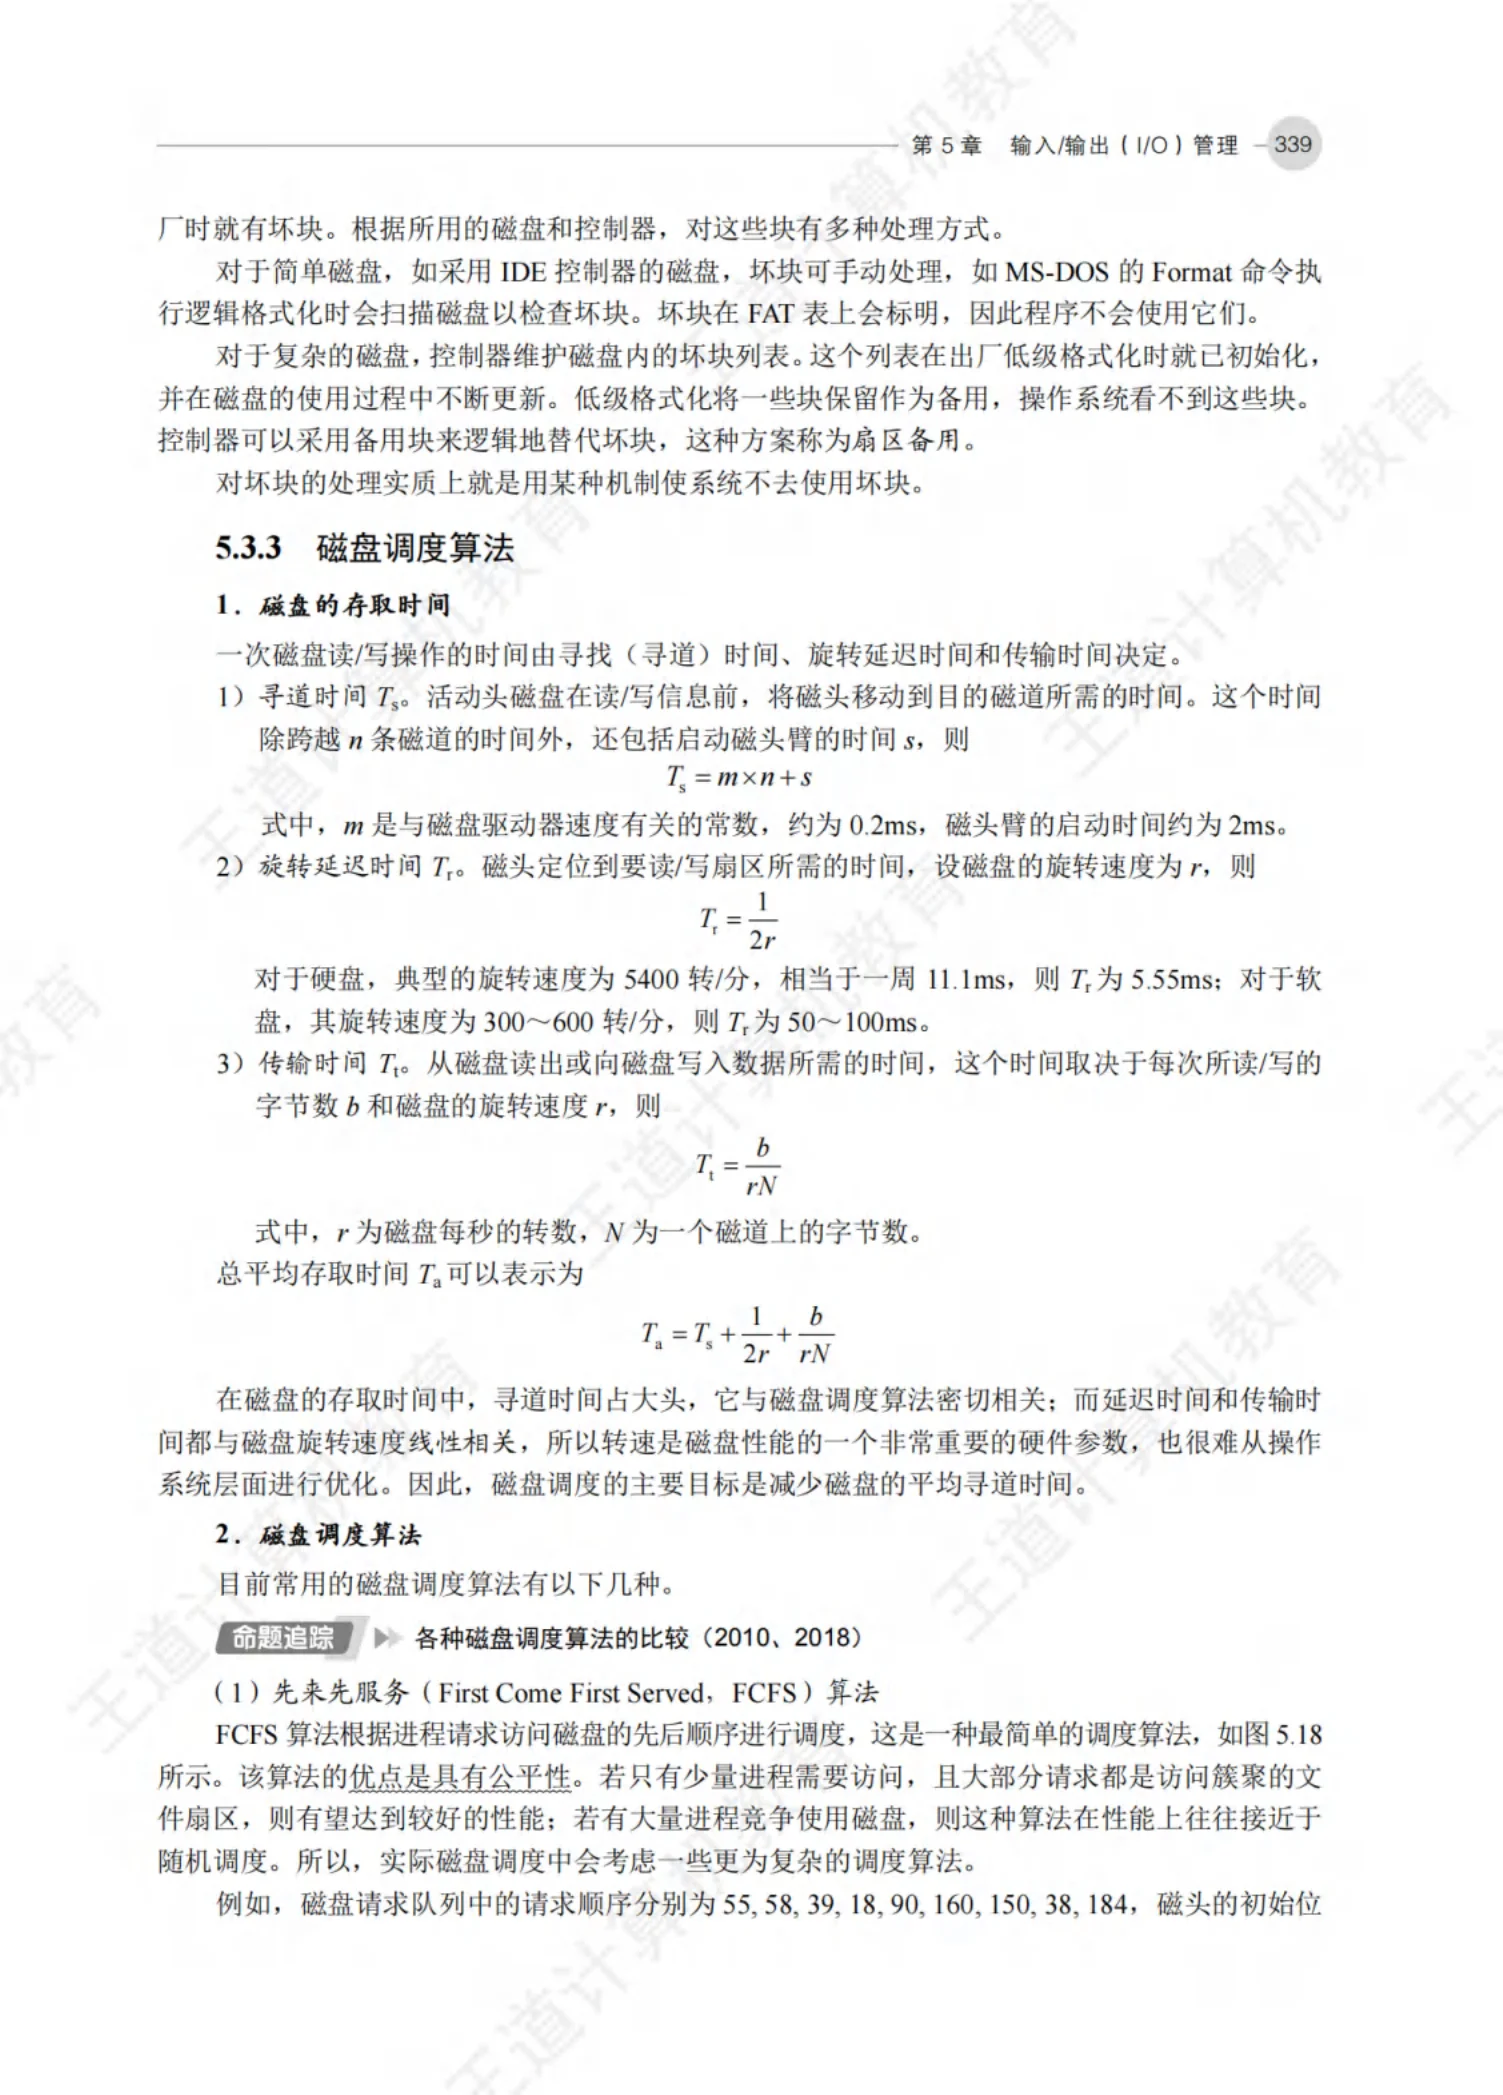 第 5 章 输入/输出（I/O）管理 339
厂时就有坏块。根据所用的磁盘和控制器，对这些块有多种处理方式。
对于简单磁盘，如采用 IDE 控制器的磁盘，坏块可手动处理，如 MS-DOS 的 Format 命令执
行逻辑格式化时会扫描磁盘以检查坏块。坏块在 FAT 表上会标明，因此程序不会使用它们。
对于复杂的磁盘，控制器维护磁盘内的坏块列表。这个列表在出厂低级格式化时就已初始化，
并在磁盘的使用过程中不断更新。低级格式化将一些块保留作为备用，操作系统看不到这些块。
控制器可以采用备用块来逻辑地替代坏块，这种方案称为扇区备用。
对坏块的处理实质上就是用某种机制使系统不去使用坏块。
5.3.3 磁盘调度算法
1．磁盘的存取时间
一次磁盘读/写操作的时间由寻找（寻道）时间、旋转延迟时间和传输时间决定。
1）寻道时间 Tₛ。活动头磁盘在读/写信息前，将磁头移动到目的磁道所需的时间。这个时间
除跨越 n 条磁道的时间外，还包括启动磁头臂的时间 s，则
Tₛ = m×n+s
式中，m 是与磁盘驱动器速度有关的常数，约为 0.2ms，磁头臂的启动时间约为 2ms。
2）旋转延迟时间 Tᵣ。磁头定位到要读/写扇区所需的时间，设磁盘的旋转速度为 r，则
Tᵣ = 1/2r
对于硬盘，典型的旋转速度为 5400 转/分，相当于一周 11.1ms，则 Tᵣ为 5.55ms；对于软
盘，其旋转速度为 300～600 转/分，则 Tᵣ为 50～100ms。
3）传输时间 Tₜ。从磁盘读出或向磁盘写入数据所需的时间，这个时间取决于每次所读/写的
字节数 b 和磁盘的旋转速度 r，则
Tₜ = b/rN
式中，r 为磁盘每秒的转数，N 为一个磁道上的字节数。
总平均存取时间 Tₐ可以表示为
Tₐ = Tₛ + 1/2r + b/rN
在磁盘的存取时间中，寻道时间占大头，它与磁盘调度算法密切相关；而延迟时间和传输时
间都与磁盘旋转速度线性相关，所以转速是磁盘性能的一个非常重要的硬件参数，也很难从操作
系统层面进行优化。因此，磁盘调度的主要目标是减少磁盘的平均寻道时间。
2．磁盘调度算法
目前常用的磁盘调度算法有以下几种。
命题追踪 各种磁盘调度算法的比较（2010、2018）
（1）先来先服务（First Come First Served，FCFS）算法
FCFS 算法根据进程请求访问磁盘的先后顺序进行调度，这是一种最简单的调度算法，如图 5.18
所示。该算法的优点是具有公平性。若只有少量进程需要访问，且大部分请求都是访问簇聚的文
件扇区，则有望达到较好的性能；若有大量进程竞争使用磁盘，则这种算法在性能上往往接近于
随机调度。所以，实际磁盘调度中会考虑一些更为复杂的调度算法。
例如，磁盘请求队列中的请求顺序分别为 55, 58, 39, 18, 90, 160, 150, 38, 184，磁头的初始位
王道计算机教育